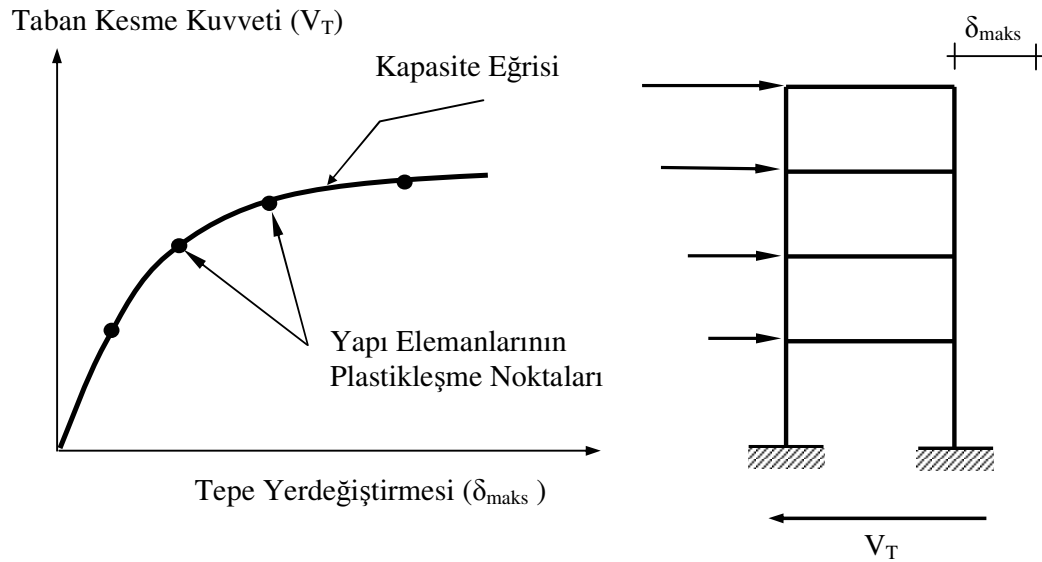 Taban Kesme Kuvveti (V_T)
δ_maks
Kapasite Eğrisi
Yapı Elemanlarının
Plastikleşme Noktaları
Tepe Yerdeğiştirmesi (δ_maks )
V_T